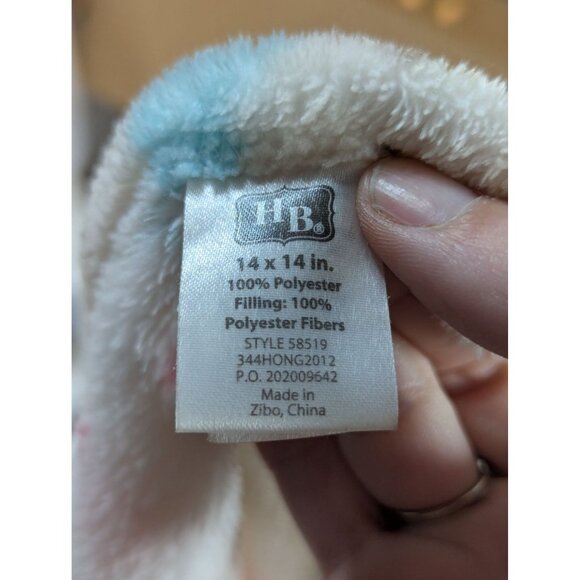 HB®
14 x 14 in.
100% Polyester
Filling: 100%
Polyester Fibers
STYLE 58519
344HONG2012
P.O. 202009642
Made in
Zibo, China